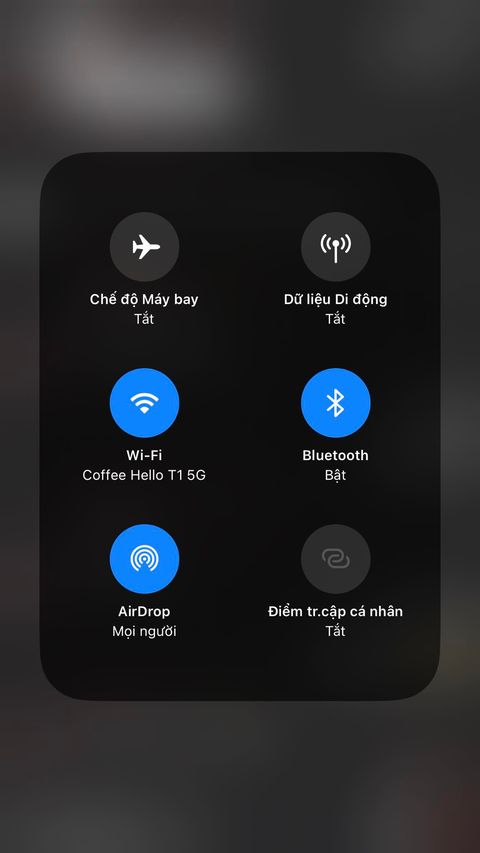 Chế độ Máy bay
Tắt
Dữ liệu Di động
Tắt
Wi-Fi
Coffee Hello T1 5G
Bluetooth
Bật
AirDrop
Mọi người
Điểm tr.cập cá nhân
Tắt